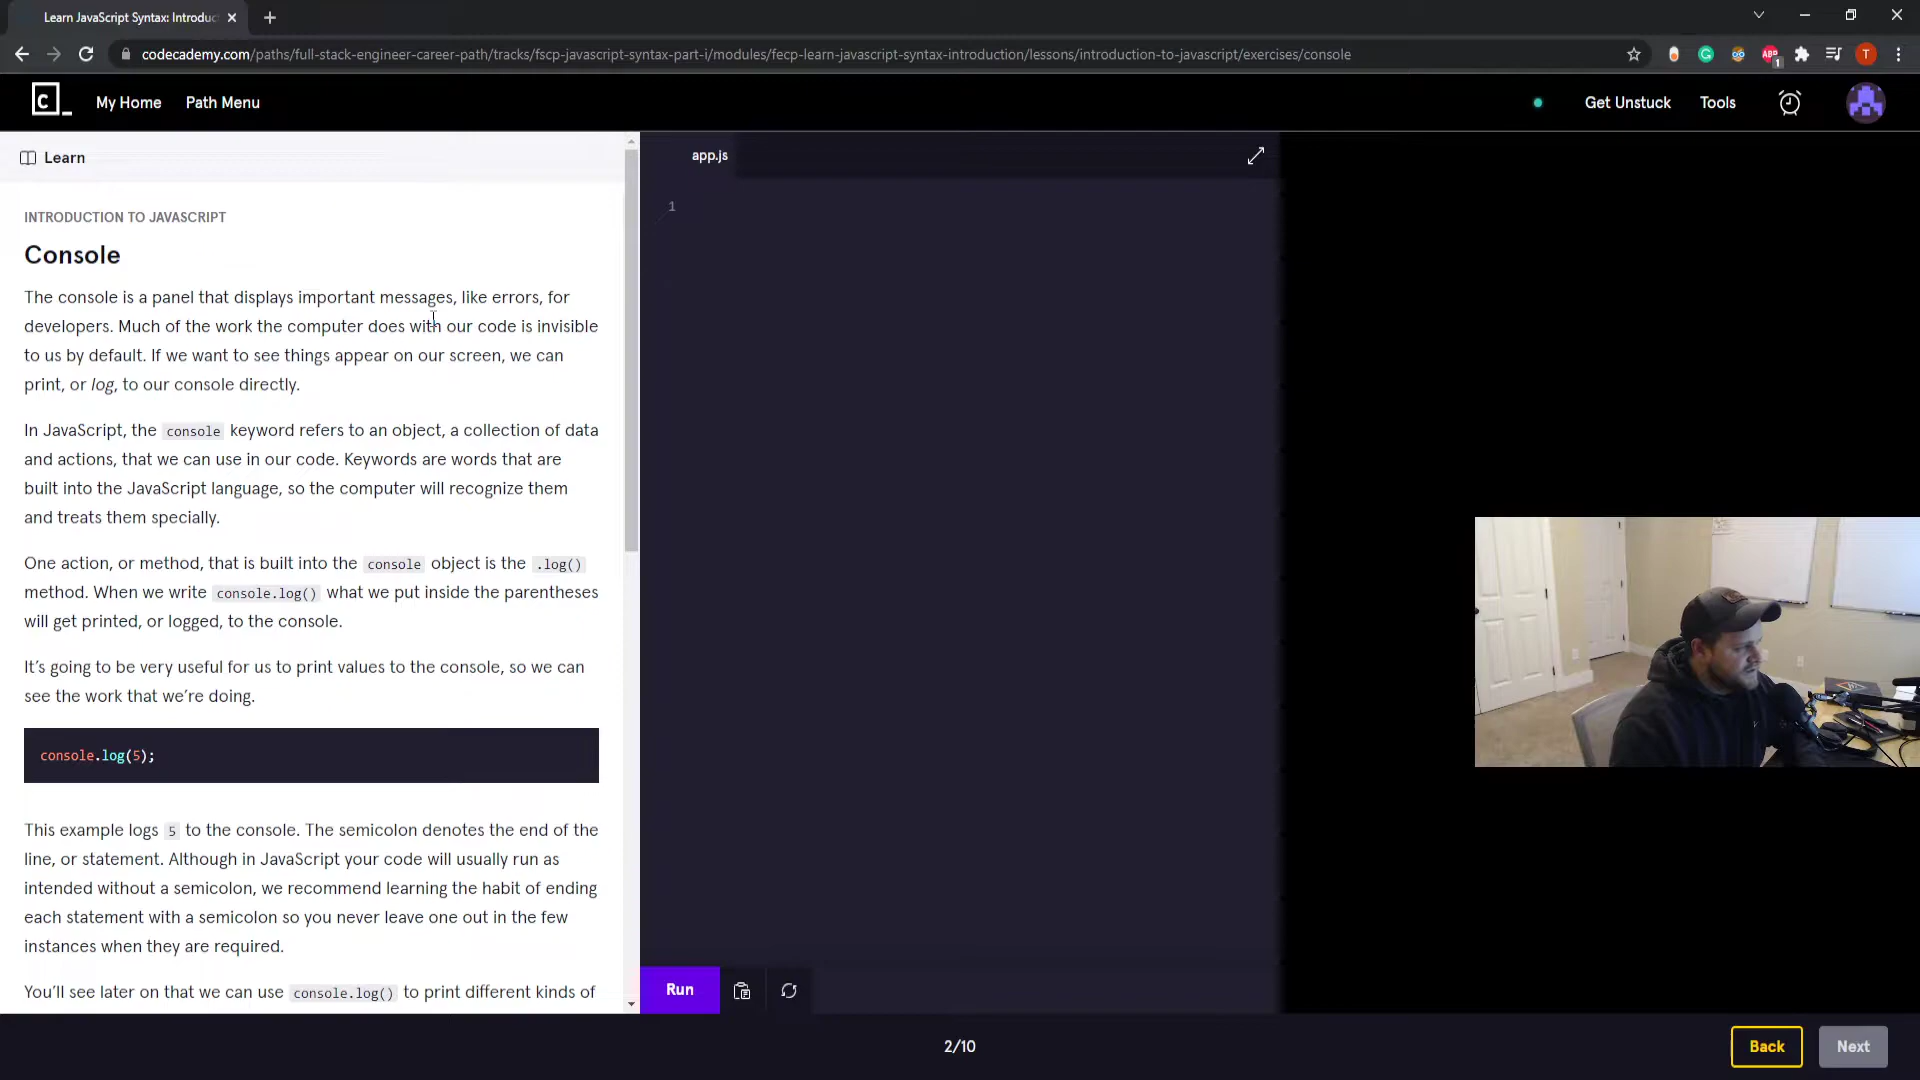 Learn JavaScript Syntax: Introduc
codecademy.com/paths/full-stack-engineer-career-path/tracks/fscp-javascript-syntax-part-i/modules/fecp-learn-javascript-syntax-introduction/lessons/introduction-to-javascript/exercises/console
ABP
1
T
C
My Home
Path Menu
Get Unstuck
Tools
Learn
app.js
1
INTRODUCTION TO JAVASCRIPT
Console
The console is a panel that displays important messages, like errors, for
developers. Much of the work the computer does with our code is invisible
to us by default. If we want to see things appear on our screen, we can
print, or log, to our console directly.
In JavaScript, the console keyword refers to an object, a collection of data
and actions, that we can use in our code. Keywords are words that are
built into the JavaScript language, so the computer will recognize them
and treats them specially.
One action, or method, that is built into the console object is the .log()
method. When we write console.log() what we put inside the parentheses
will get printed, or logged, to the console.
It's going to be very useful for us to print values to the console, so we can
see the work that we're doing.
console.log(5);
This example logs 5 to the console. The semicolon denotes the end of the
line, or statement. Although in JavaScript your code will usually run as
intended without a semicolon, we recommend learning the habit of ending
each statement with a semicolon so you never leave one out in the few
instances when they are required.
You'll see later on that we can use console.log() to print different kinds of
Run
2/10
Back
Next